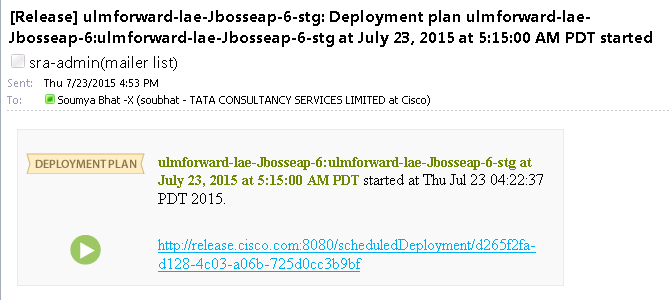 [Release] ulmforward-lae-Jbosseap-6-stg: Deployment plan ulmforward-lae-
Jbosseap-6:ulmforward-lae-Jbosseap-6-stg at July 23, 2015 at 5:15:00 AM PDT started
sra-admin(mailer list)
Sent: Thu 7/23/2015 4:53 PM
To: Soumya Bhat -X (soubhat - TATA CONSULTANCY SERVICES LIMITED at Cisco)
DEPLOYMENT PLAN
ulmforward-lae-Jbosseap-6:ulmforward-lae-Jbosseap-6-stg at
July 23, 2015 at 5:15:00 AM PDT started at Thu Jul 23 04:22:37
PDT 2015.
http://release.cisco.com:8080/scheduledDeployment/d265f2fa-
d128-4c03-a06b-725d0cc3b9bf